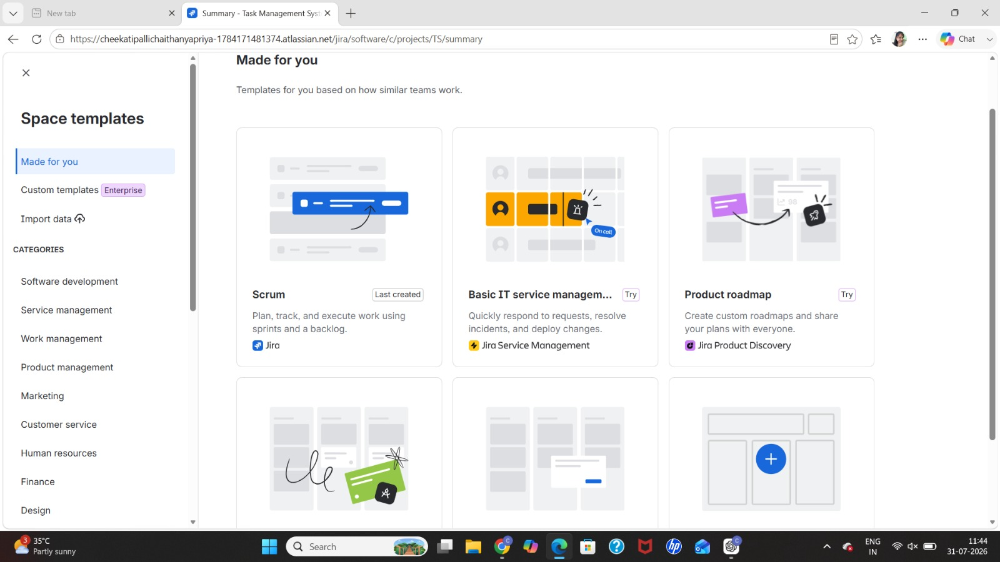 New tab
Summary - Task Management Syst
https://cheekatipallichaithanyapriya-1784171481374.atlassian.net/jira/software/c/projects/TS/summary
Chat
Space templates
Made for you
Custom templates Enterprise
Import data
CATEGORIES
Software development
Service management
Work management
Product management
Marketing
Customer service
Human resources
Finance
Design
Made for you
Templates for you based on how similar teams work.
Scrum
Last created
Plan, track, and execute work using
sprints and a backlog.
Jira
On call
Basic IT service managem...
Try
Quickly respond to requests, resolve
incidents, and deploy changes.
Jira Service Management
98
Product roadmap
Try
Create custom roadmaps and share
your plans with everyone.
Jira Product Discovery
3
35°C
Partly sunny
Search
C
hp
C
ENG
IN
11:44
31-07-2026